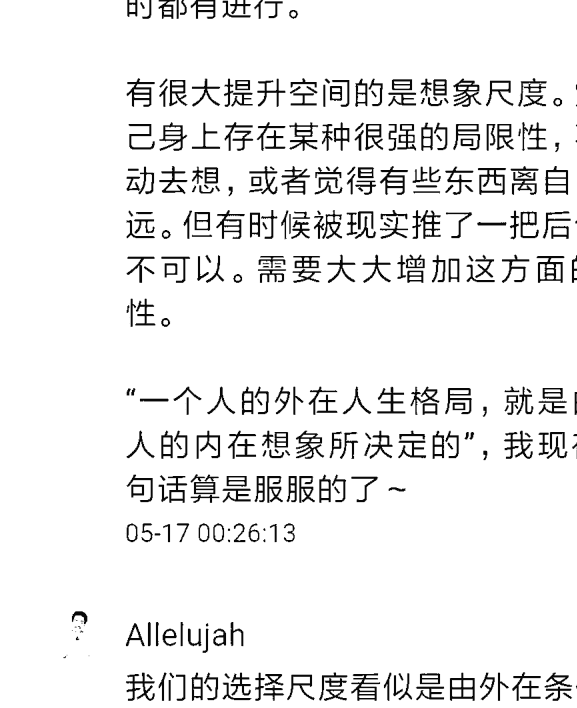 时都有进行。
有很大提升空间的是想象尺度。
己身上存在某种很强的局限性，
动去想，或者觉得有些东西离自
远。但有时候被现实推了一把后
不可以。需要大大增加这方面的
性。
“一个人的外在人生格局，就是由
人的内在想象所决定的”，我现在
句话算是服服的了～
05-17 00:26:13
Allelujah
我们的选择尺度看似是由外在条